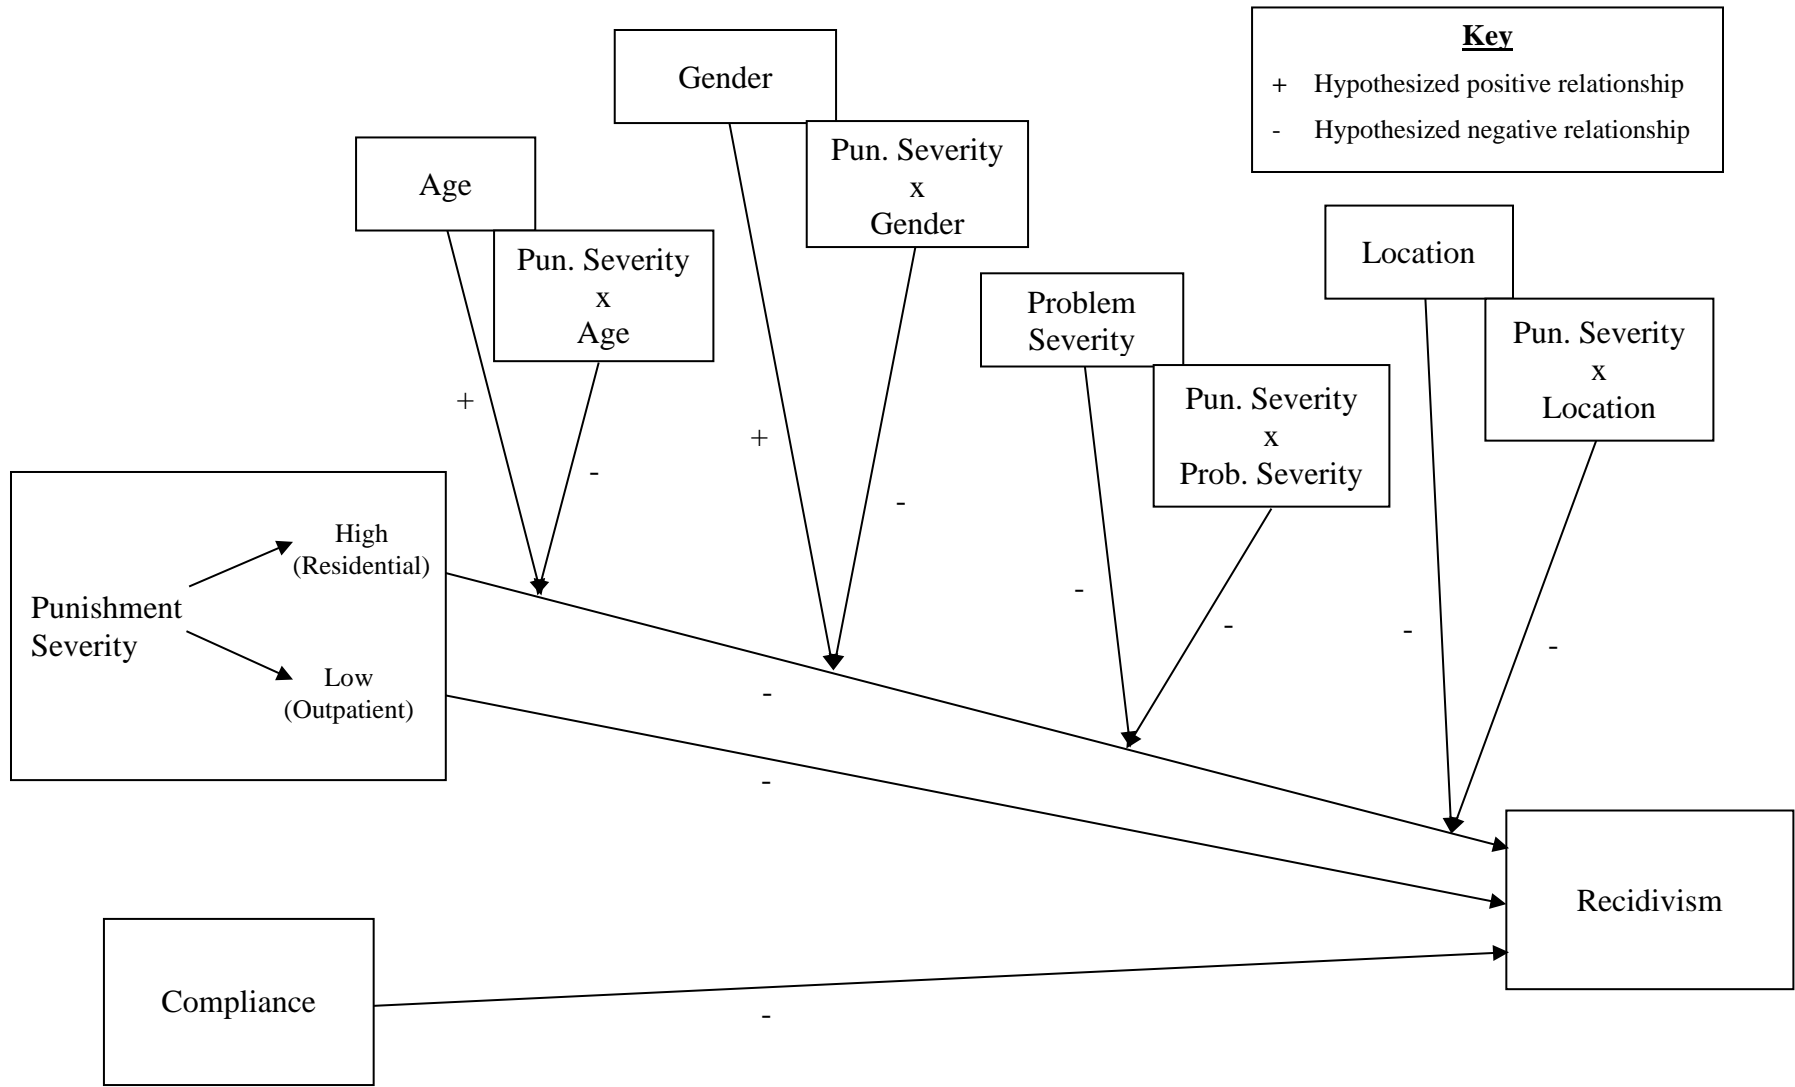 Key
+ Hypothesized positive relationship
- Hypothesized negative relationship
Gender
Pun. Severity
x
Gender
Age
Pun. Severity
x
Age
Location
Pun. Severity
x
Location
Problem
Severity
Pun. Severity
x
Prob. Severity
+
-
+
-
-
-
-
-
Punishment
Severity
High
(Residential)
Low
(Outpatient)
-
-
Recidivism
Compliance
-